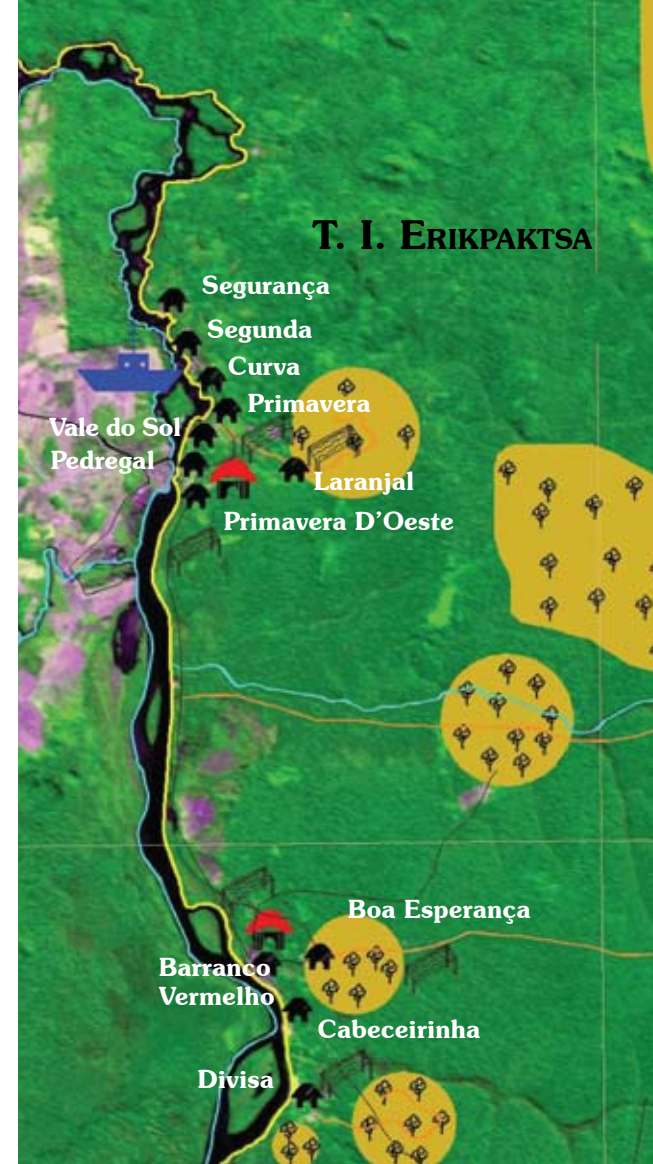 T. I. ERIKPAKTSA
Segurança
Segunda
Curva
Primavera
Vale do Sol
Pedregal
Laranjal
Primavera D’Oeste
Boa Esperança
Barranco
Vermelho
Cabeceirinha
Divisa